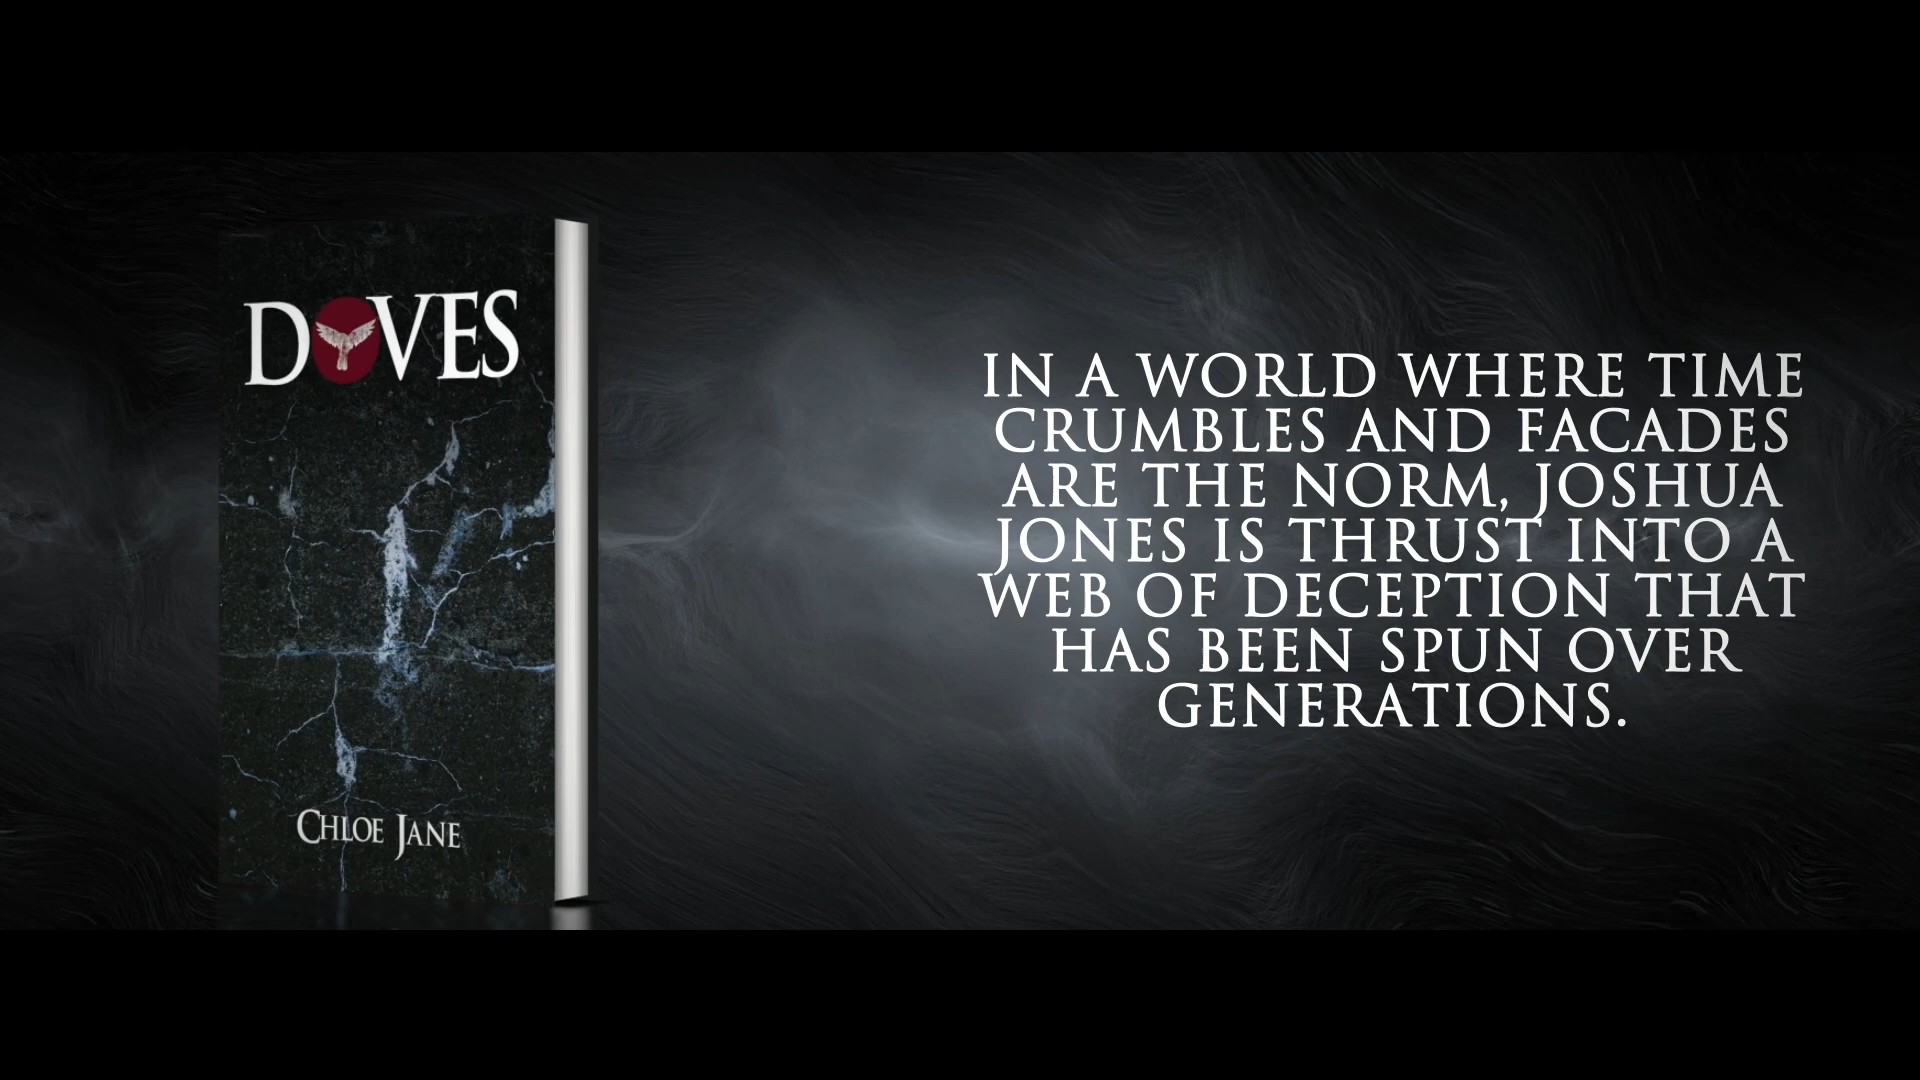 DOVES
CHLOE JANE
IN A WORLD WHERE TIME
CRUMBLES AND FACADES
ARE THE NORM, JOSHUA
JONES IS THRUST INTO A
WEB OF DECEPTION THAT
HAS BEEN SPUN OVER
GENERATIONS.